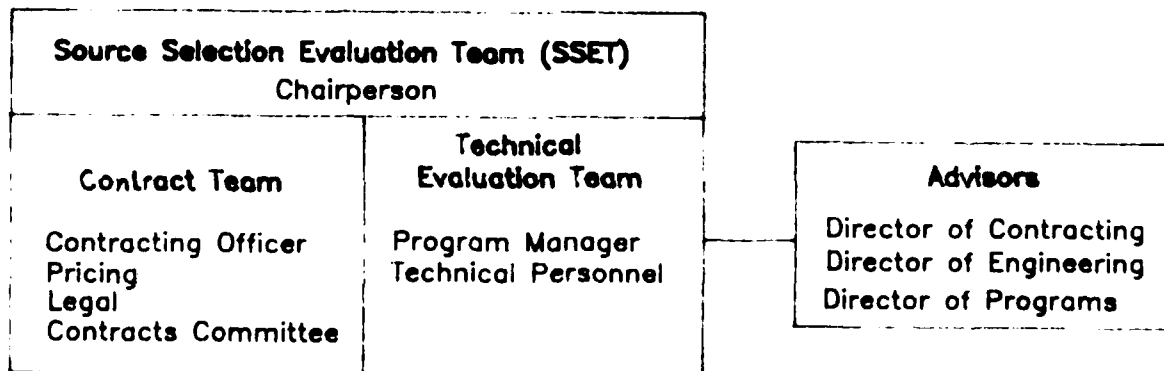 Source Selection Evaluation Team (SSET)
Chairperson
Contract Team
Contracting Officer
Pricing
Legal
Contracts Committee
Technical
Evaluation Team
Program Manager
Technical Personnel
Advisors
Director of Contracting
Director of Engineering
Director of Programs